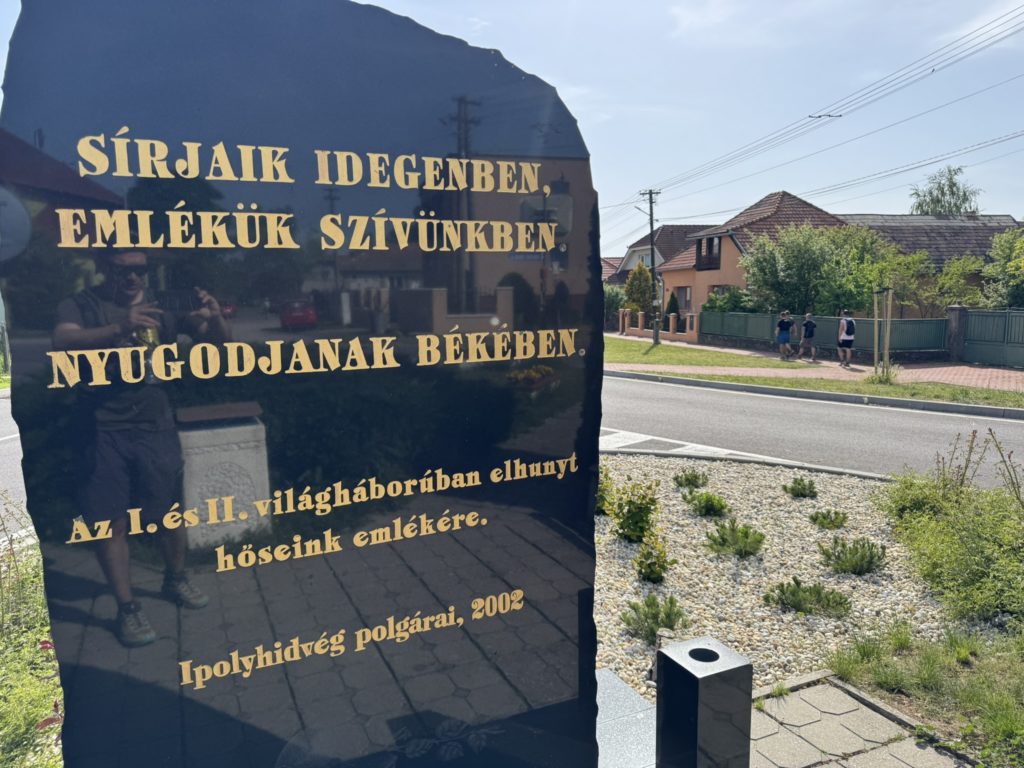 SÍRJAIK IDEGENBEN,
EMLÉKÜK SZÍVÜNKBEN.
NYUGODJANAK BÉKÉBEN.
Az I. és II. világháborúban elhunyt
hőseink emlékére.
Ipolyhidvég polgárai, 2002